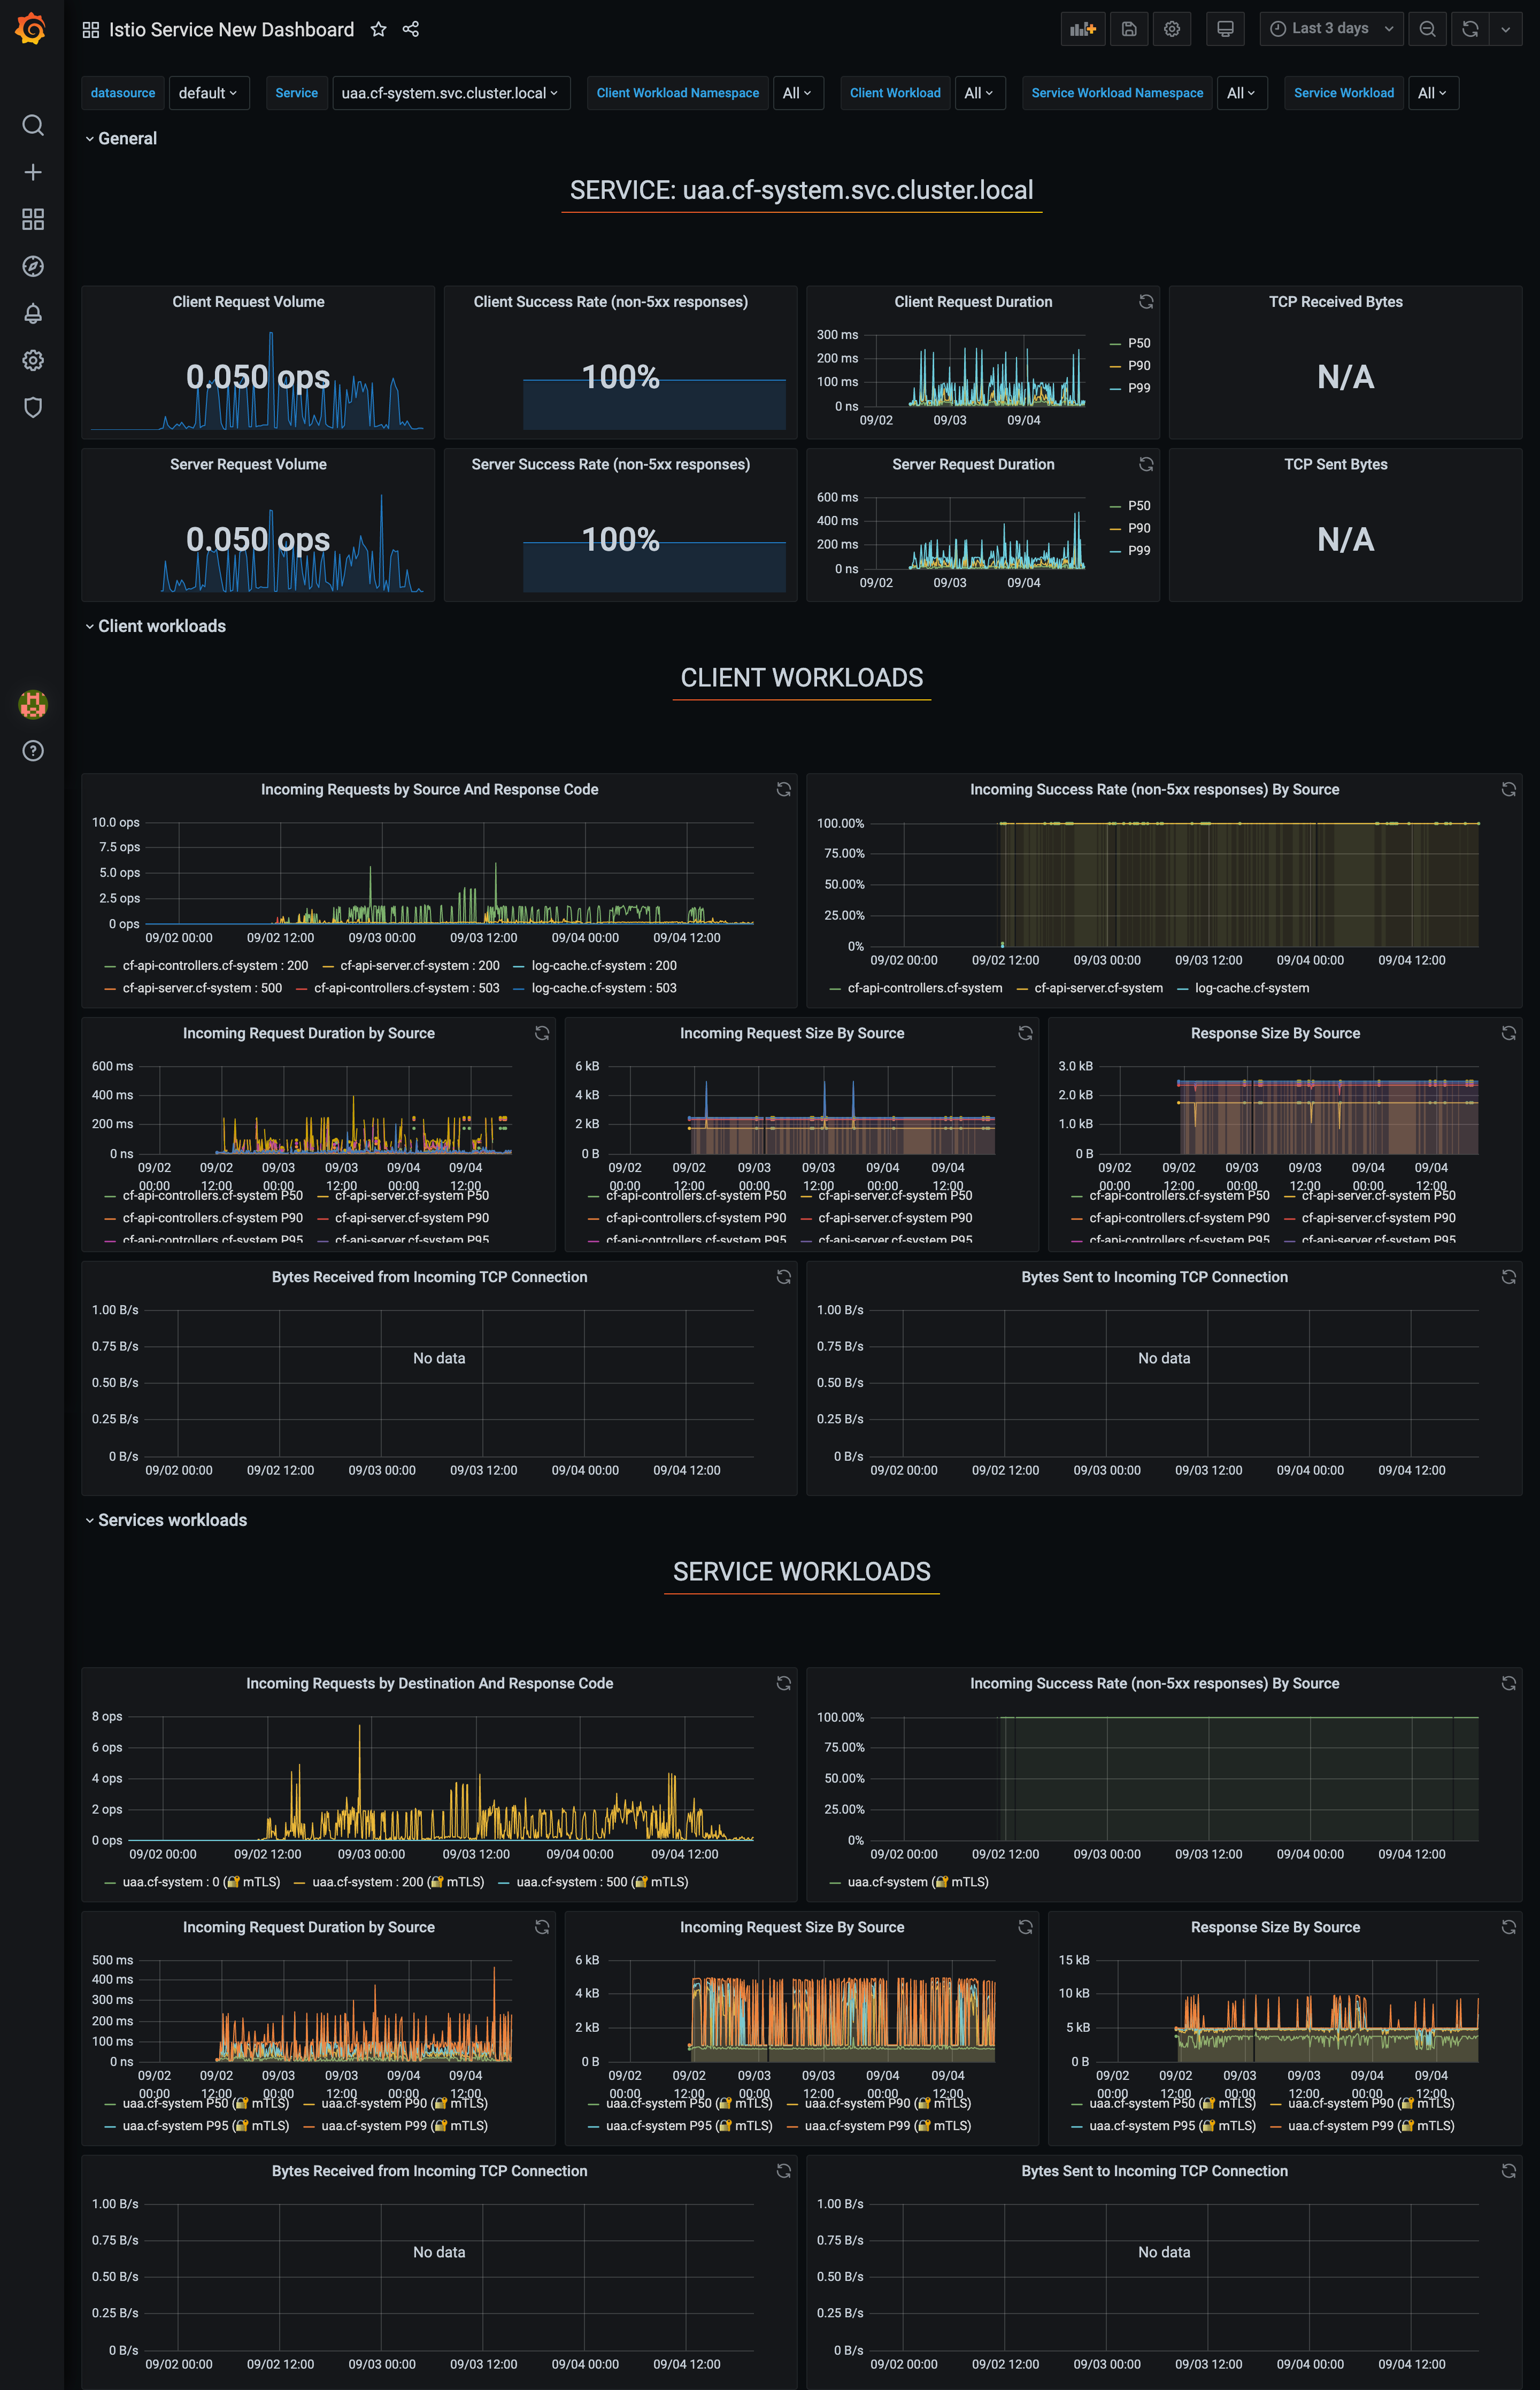 Istio Service New Dashboard
Last 3 days
datasource default Service uaa.cf-system.svc.cluster.local Client Workload Namespace All Client Workload All Service Workload Namespace All Service Workload All
General
SERVICE: uaa.cf-system.svc.cluster.local
Client Request Volume
0.050 ops
Client Success Rate (non-5xx responses)
100%
Client Request Duration
300 ms
200 ms
100 ms
0 ns
09/02 09/03 09/04
P50
P90
P99
TCP Received Bytes
N/A
Server Request Volume
0.050 ops
Server Success Rate (non-5xx responses)
100%
Server Request Duration
600 ms
400 ms
200 ms
0 ns
09/02 09/03 09/04
P50
P90
P99
TCP Sent Bytes
N/A
Client workloads
CLIENT WORKLOADS
Incoming Requests by Source And Response Code
10.0 ops
7.5 ops
5.0 ops
2.5 ops
0 ops
09/02 00:00 09/02 12:00 09/03 00:00 09/03 12:00 09/04 00:00 09/04 12:00
cf-api-controllers.cf-system : 200 cf-api-server.cf-system : 200 log-cache.cf-system : 200
cf-api-server.cf-system : 500 cf-api-controllers.cf-system : 503 log-cache.cf-system : 503
Incoming Success Rate (non-5xx responses) By Source
100.00%
75.00%
50.00%
25.00%
0%
09/02 00:00 09/02 12:00 09/03 00:00 09/03 12:00 09/04 00:00 09/04 12:00
cf-api-controllers.cf-system cf-api-server.cf-system log-cache.cf-system
Incoming Request Duration by Source
600 ms
400 ms
200 ms
0 ns
09/02 09/02 09/03 09/03 09/04 09/04
00:00 12:00 00:00 12:00 00:00 12:00
cf-api-controllers.cf-system P50 cf-api-server.cf-system P50
cf-api-controllers.cf-system P90 cf-api-server.cf-system P90
cf-api-controllers.cf-system P95 cf-api-server.cf-system P95
Incoming Request Size By Source
6 kB
4 kB
2 kB
0 B
09/02 09/02 09/03 09/03 09/04 09/04
00:00 12:00 00:00 12:00 00:00 12:00
cf-api-controllers.cf-system P50 cf-api-server.cf-system P50
cf-api-controllers.cf-system P90 cf-api-server.cf-system P90
cf-api-controllers.cf-system P95 cf-api-server.cf-system P95
Response Size By Source
3.0 kB
2.0 kB
1.0 kB
0 B
09/02 09/02 09/03 09/03 09/04 09/04
00:00 12:00 00:00 12:00 00:00 12:00
cf-api-controllers.cf-system P50 cf-api-server.cf-system P50
cf-api-controllers.cf-system P90 cf-api-server.cf-system P90
cf-api-controllers.cf-system P95 cf-api-server.cf-system P95
Bytes Received from Incoming TCP Connection
1.00 B/s
0.75 B/s
No data
0.50 B/s
0.25 B/s
0 B/s
09/02 00:00 09/02 12:00 09/03 00:00 09/03 12:00 09/04 00:00 09/04 12:00
Bytes Sent to Incoming TCP Connection
1.00 B/s
0.75 B/s
No data
0.50 B/s
0.25 B/s
0 B/s
09/02 00:00 09/02 12:00 09/03 00:00 09/03 12:00 09/04 00:00 09/04 12:00
Services workloads
SERVICE WORKLOADS
Incoming Requests by Destination And Response Code
8 ops
6 ops
4 ops
2 ops
0 ops
09/02 00:00 09/02 12:00 09/03 00:00 09/03 12:00 09/04 00:00 09/04 12:00
uaa.cf-system : 0 (🔐 mTLS) uaa.cf-system : 200 (🔐 mTLS) uaa.cf-system : 500 (🔐 mTLS)
Incoming Success Rate (non-5xx responses) By Source
100.00%
75.00%
50.00%
25.00%
0%
09/02 00:00 09/02 12:00 09/03 00:00 09/03 12:00 09/04 00:00 09/04 12:00
uaa.cf-system (🔐 mTLS)
Incoming Request Duration by Source
500 ms
400 ms
300 ms
200 ms
100 ms
0 ns
09/02 09/02 09/03 09/03 09/04 09/04
00:00 12:00 00:00 12:00 00:00 12:00
uaa.cf-system P50 (🔐 mTLS) uaa.cf-system P90 (🔐 mTLS)
uaa.cf-system P95 (🔐 mTLS) uaa.cf-system P99 (🔐 mTLS)
Incoming Request Size By Source
6 kB
4 kB
2 kB
0 B
09/02 09/02 09/03 09/03 09/04 09/04
00:00 12:00 00:00 12:00 00:00 12:00
uaa.cf-system P50 (🔐 mTLS) uaa.cf-system P90 (🔐 mTLS)
uaa.cf-system P95 (🔐 mTLS) uaa.cf-system P99 (🔐 mTLS)
Response Size By Source
15 kB
10 kB
5 kB
0 B
09/02 09/02 09/03 09/03 09/04 09/04
00:00 12:00 00:00 12:00 00:00 12:00
uaa.cf-system P50 (🔐 mTLS) uaa.cf-system P90 (🔐 mTLS)
uaa.cf-system P95 (🔐 mTLS) uaa.cf-system P99 (🔐 mTLS)
Bytes Received from Incoming TCP Connection
1.00 B/s
0.75 B/s
No data
0.50 B/s
0.25 B/s
0 B/s
09/02 00:00 09/02 12:00 09/03 00:00 09/03 12:00 09/04 00:00 09/04 12:00
Bytes Sent to Incoming TCP Connection
1.00 B/s
0.75 B/s
No data
0.50 B/s
0.25 B/s
0 B/s
09/02 00:00 09/02 12:00 09/03 00:00 09/03 12:00 09/04 00:00 09/04 12:00